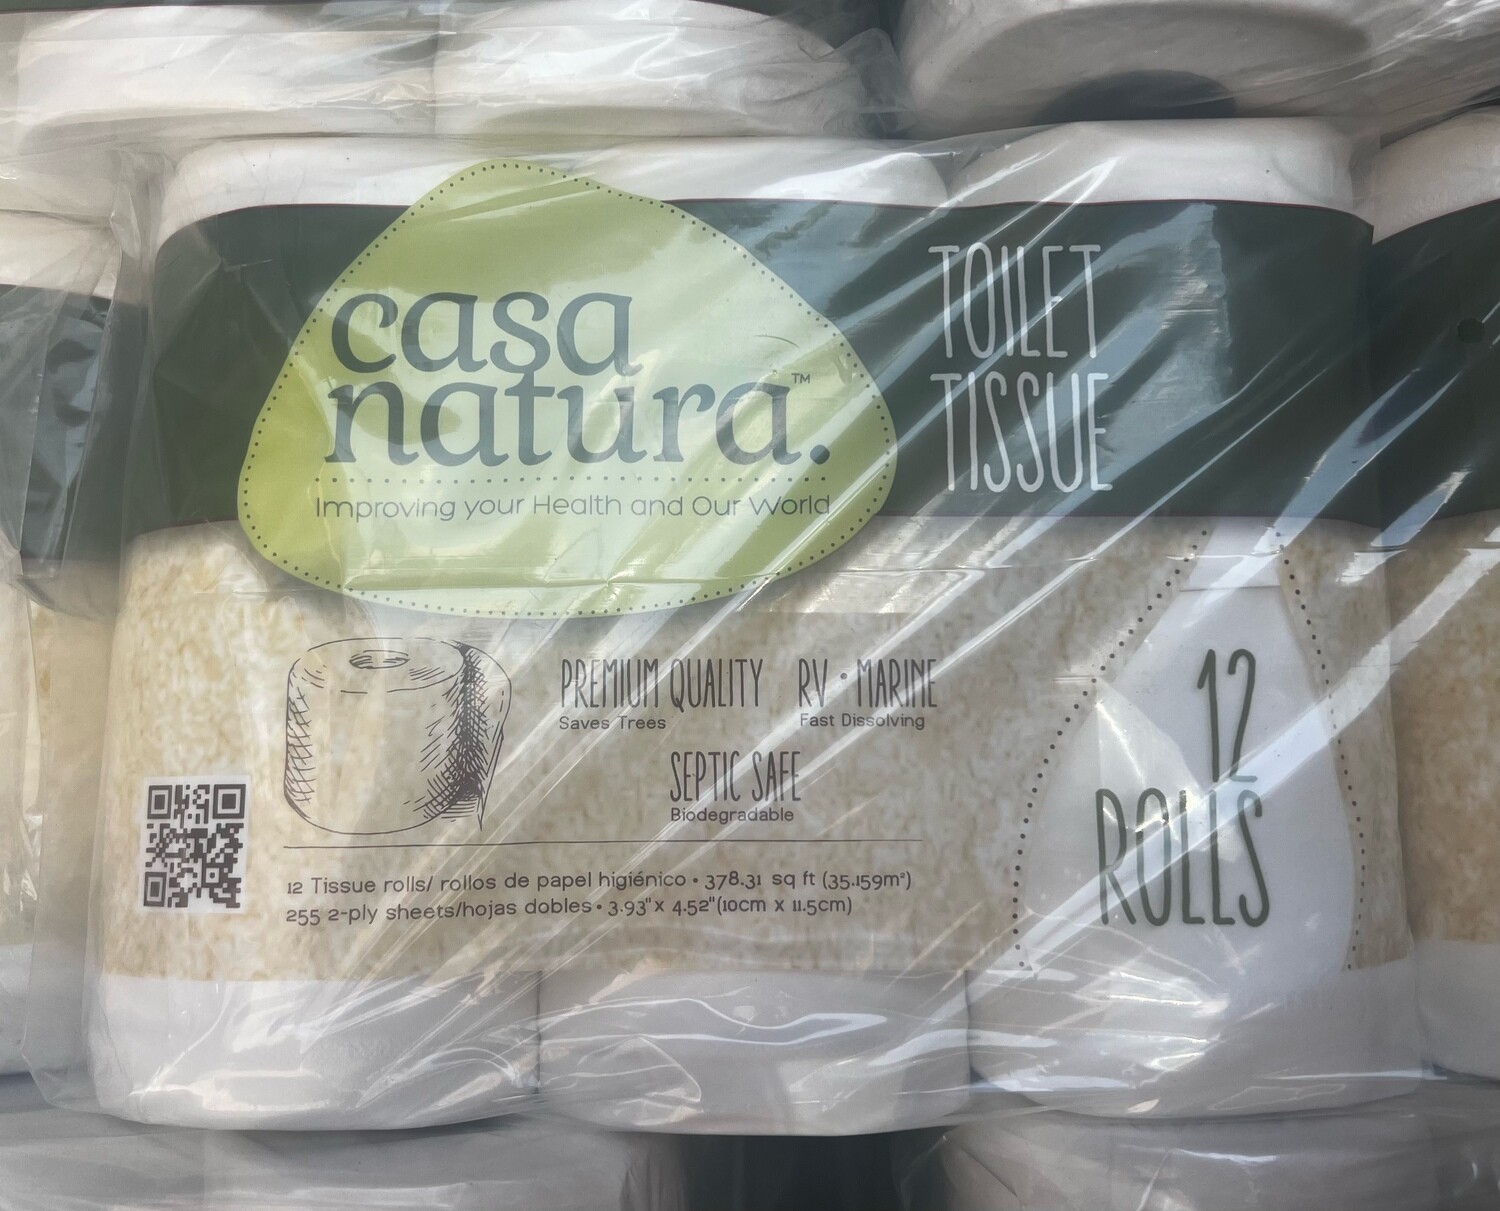 casa
natura.™
Improving your Health and Our World
TOILET
TISSUE
PREMIUM QUALITY
Saves Trees
RV • MARINE
Fast Dissolving
SEPTIC SAFE
Biodegradable
12
ROLLS
12 Tissue rolls/ rollos de papel higiénico • 378.31 sq ft (35.159m²)
255 2-ply sheets/hojas dobles • 3.93"x 4.52"(10cm x 11.5cm)